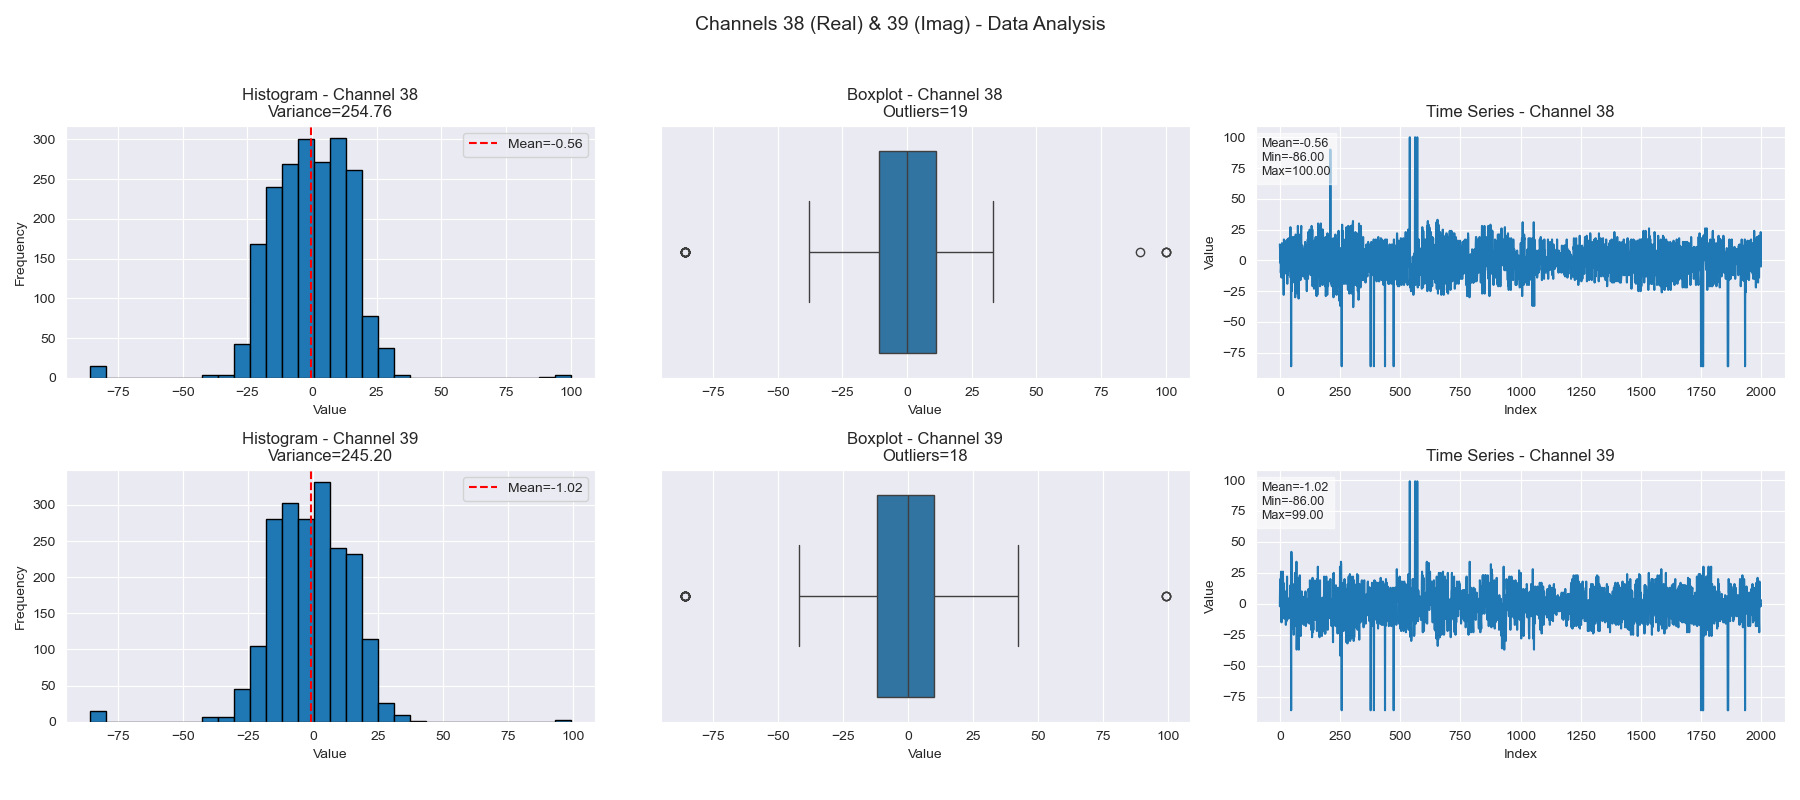 Channels 38 (Real) & 39 (Imag) - Data Analysis
Histogram - Channel 38
Variance=254.76
Mean=-0.56
300
250
200
150
100
50
0
Frequency
−75
−50
−25
0
25
50
75
100
Value
Boxplot - Channel 38
Outliers=19
−75
−50
−25
0
25
50
75
100
Value
Time Series - Channel 38
Mean=-0.56
Min=-86.00
Max=100.00
100
75
50
25
0
−25
−50
−75
Value
0
250
500
750
1000
1250
1500
1750
2000
Index
Histogram - Channel 39
Variance=245.20
Mean=-1.02
300
250
200
150
100
50
0
Frequency
−75
−50
−25
0
25
50
75
100
Value
Boxplot - Channel 39
Outliers=18
−75
−50
−25
0
25
50
75
100
Value
Time Series - Channel 39
Mean=-1.02
Min=-86.00
Max=99.00
100
75
50
25
0
−25
−50
−75
Value
0
250
500
750
1000
1250
1500
1750
2000
Index